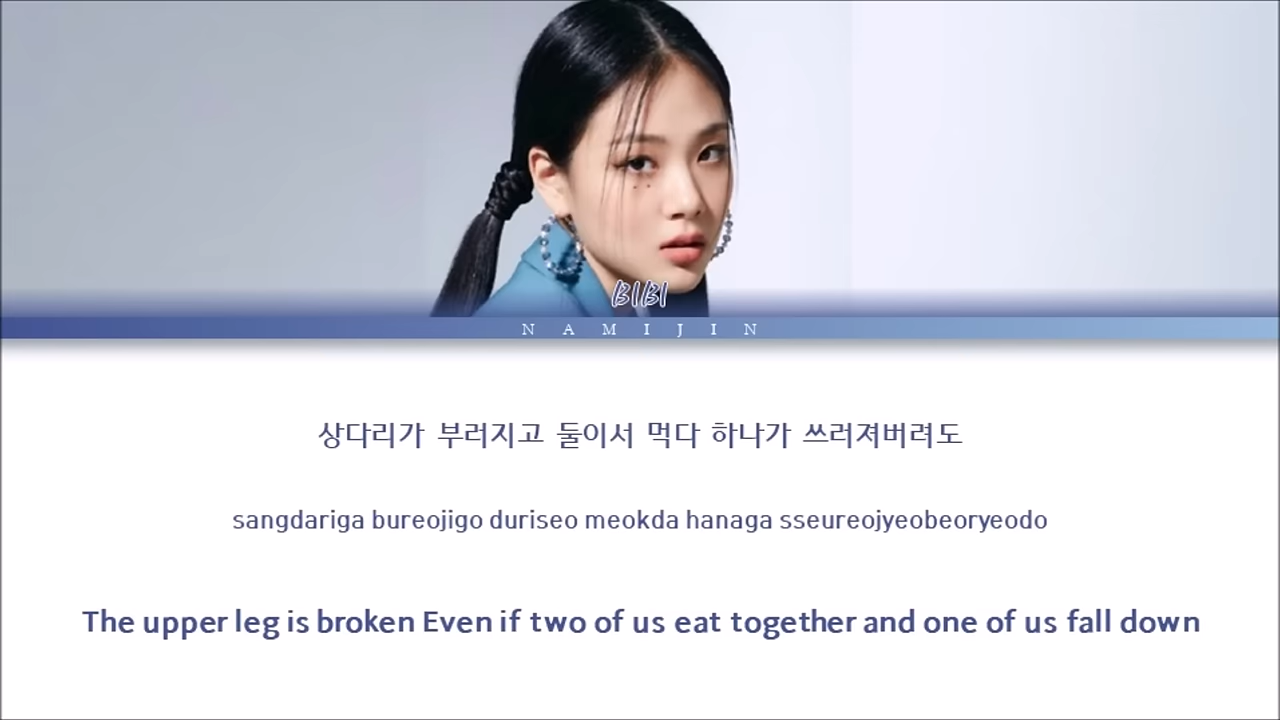 BIBI
NAMIJIN
상다리가 부러지고 둘이서 먹다 하나가 쓰러져버려도
sangdariga bureojigo duriseo meokda hanaga sseureojyeobeoryeodo
The upper leg is broken Even if two of us eat together and one of us fall down